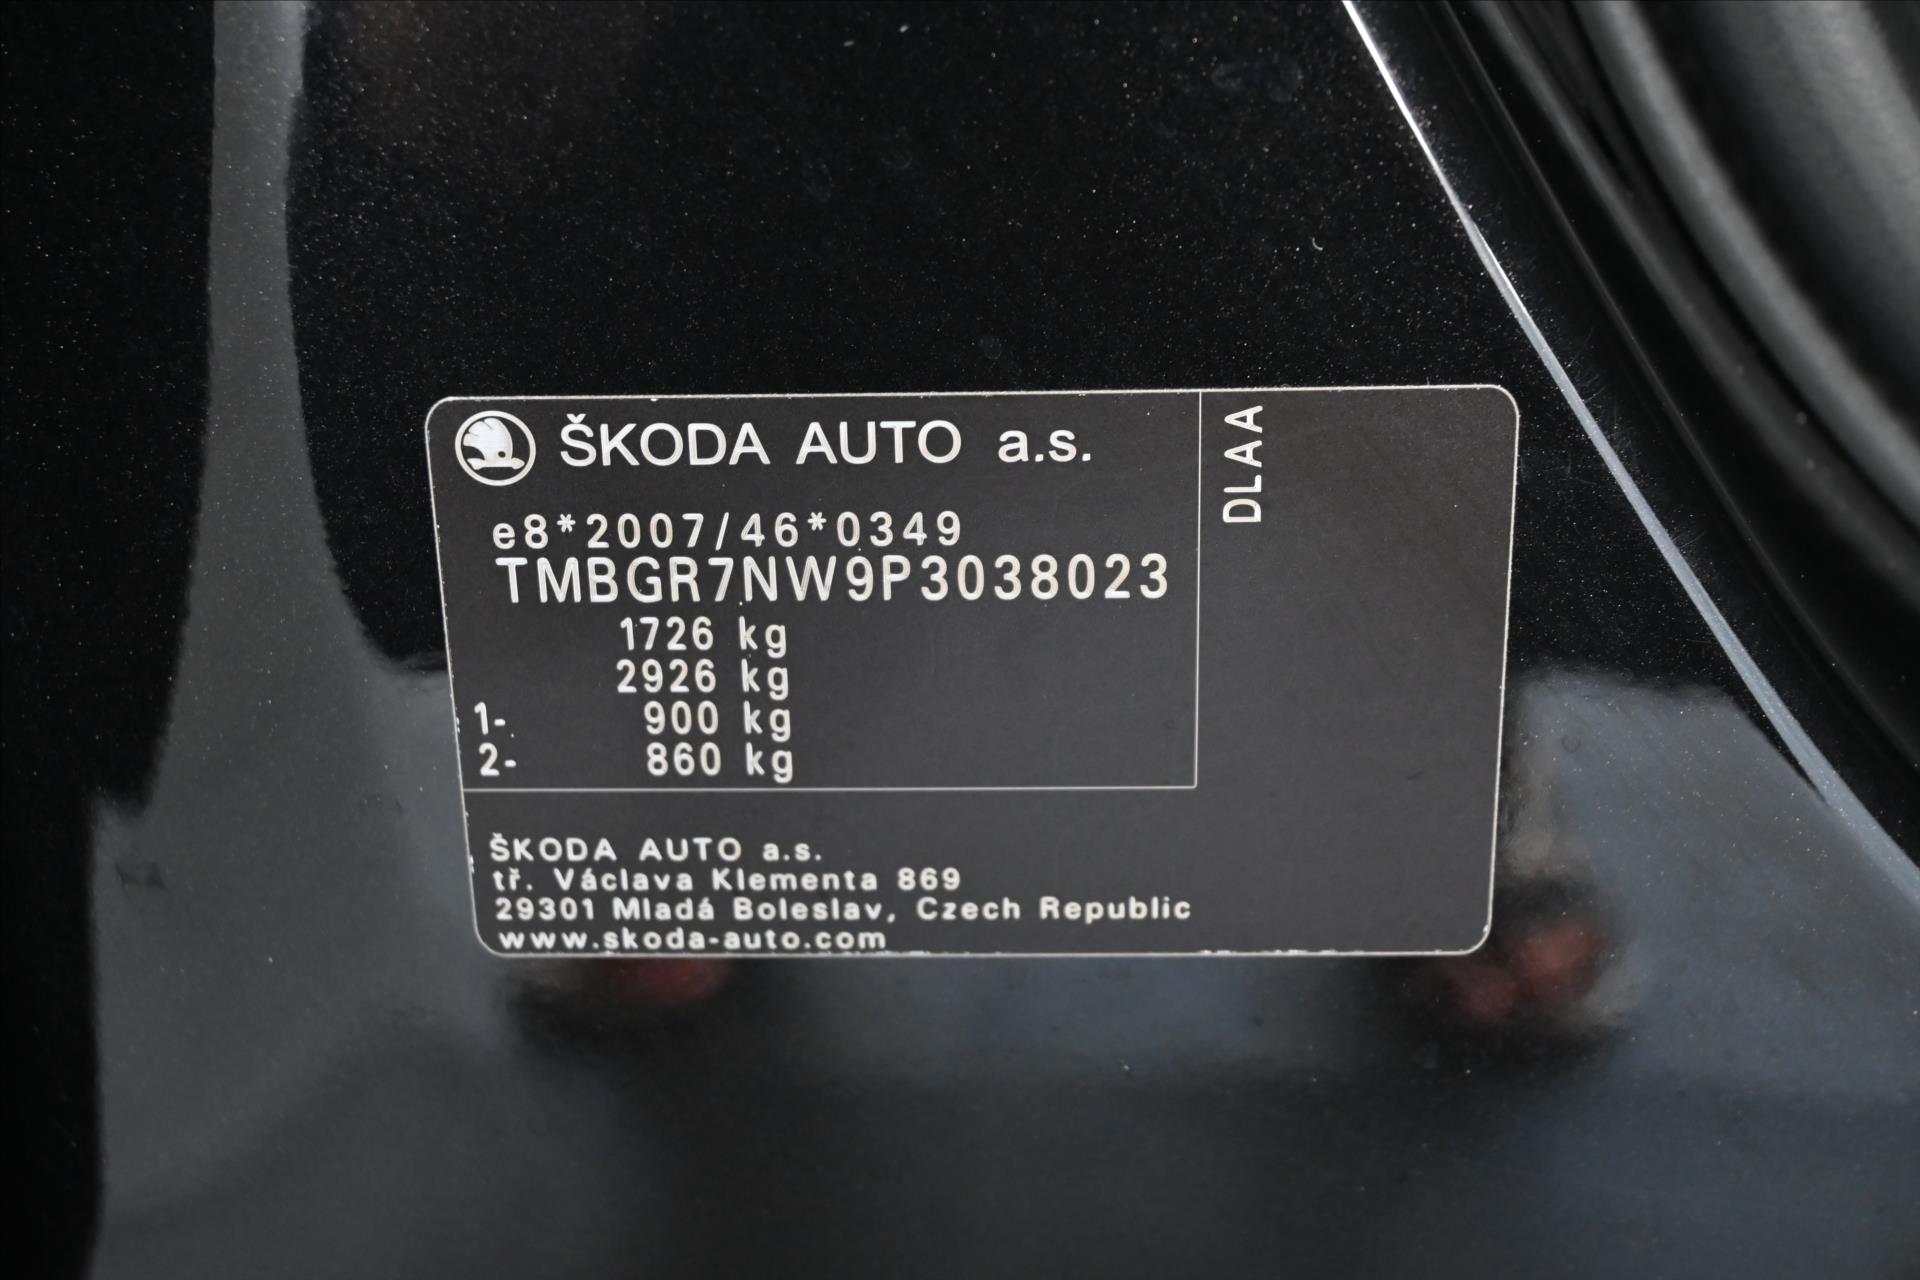 ŠKODA AUTO a.s.
DLAA
e8*2007/46*0349
TMBGR7NW9P3038023
1726 kg
2926 kg
1- 900 kg
2- 860 kg
ŠKODA AUTO a.s.
tř. Václava Klementa 869
29301 Mladá Boleslav, Czech Republic
www.skoda-auto.com